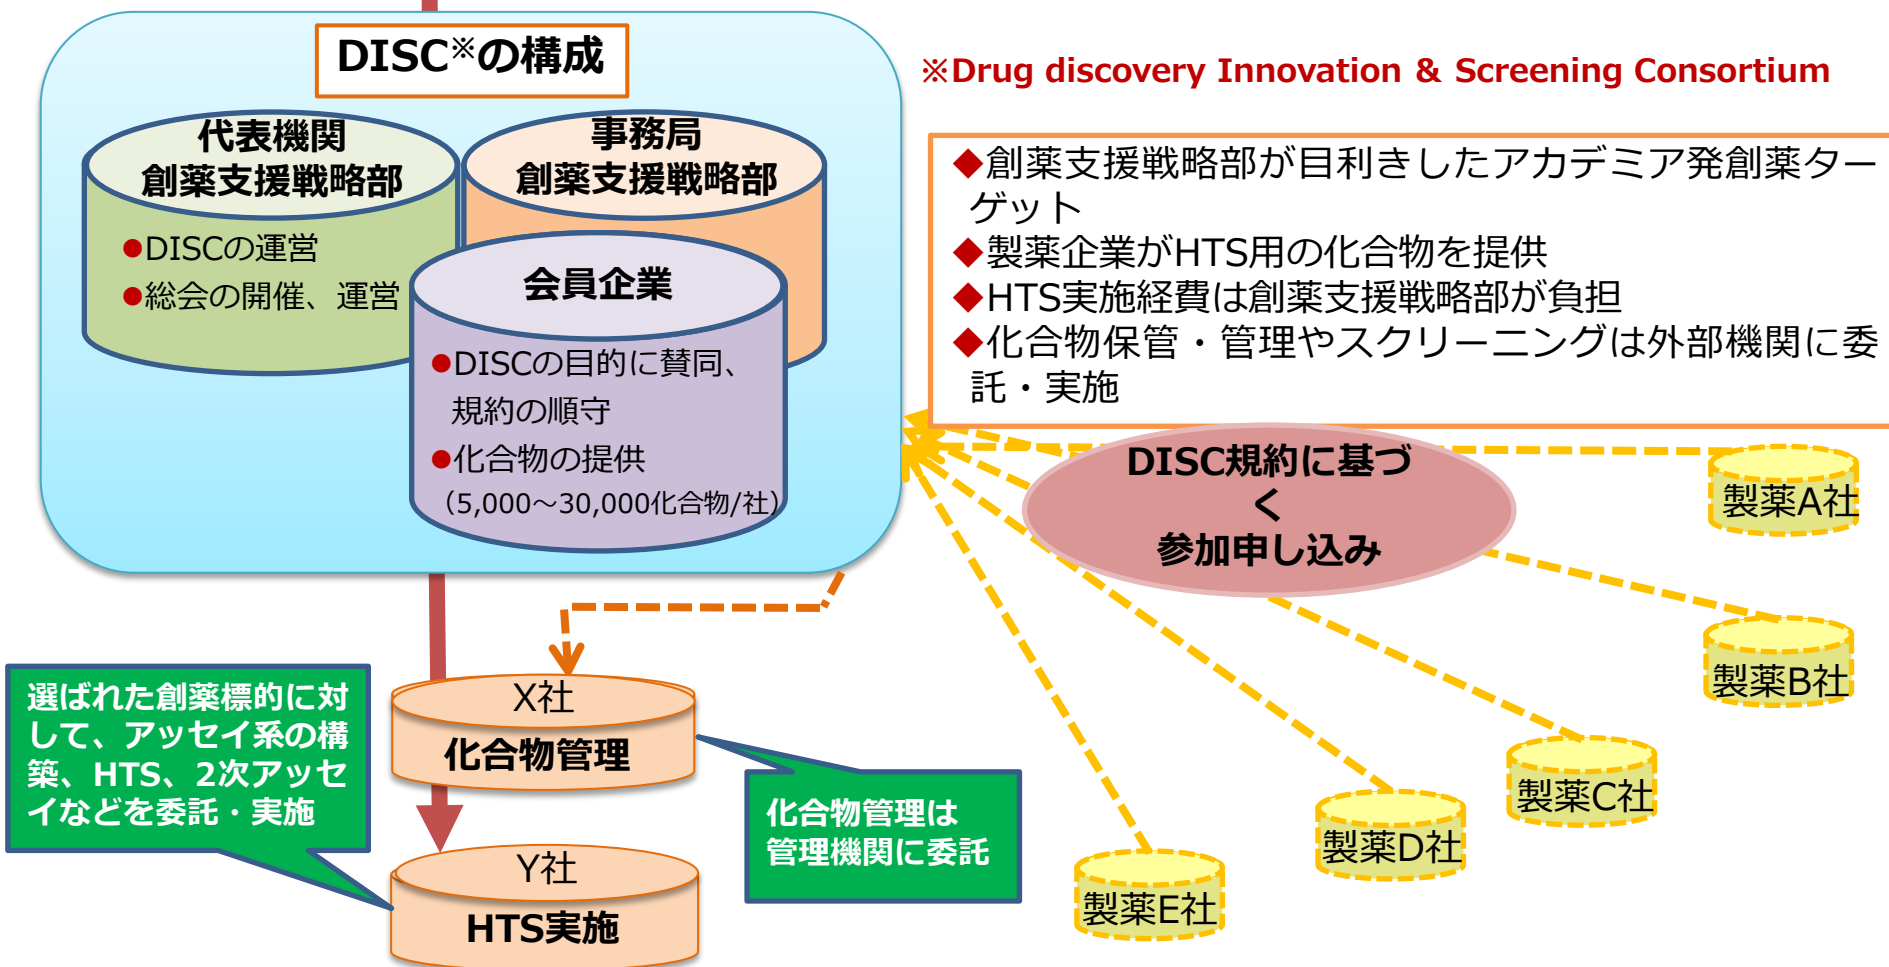 DISC※の構成
※Drug discovery Innovation & Screening Consortium
代表機関
創薬支援戦略部
●DISCの運営
●総会の開催、運営
事務局
創薬支援戦略部
会員企業
●DISCの目的に賛同、
規約の順守
●化合物の提供
（5,000～30,000化合物/社）
◆創薬支援戦略部が目利きしたアカデミア発創薬ター
ゲット
◆製薬企業がHTS用の化合物を提供
◆HTS実施経費は創薬支援戦略部が負担
◆化合物保管・管理やスクリーニングは外部機関に委
託・実施
DISC規約に基づ
く
参加申し込み
製薬A社
製薬B社
製薬C社
製薬D社
製薬E社
X社
化合物管理
化合物管理は
管理機関に委託
選ばれた創薬標的に対
して、アッセイ系の構
築、HTS、2次アッセ
イなどを委託・実施
Y社
HTS実施